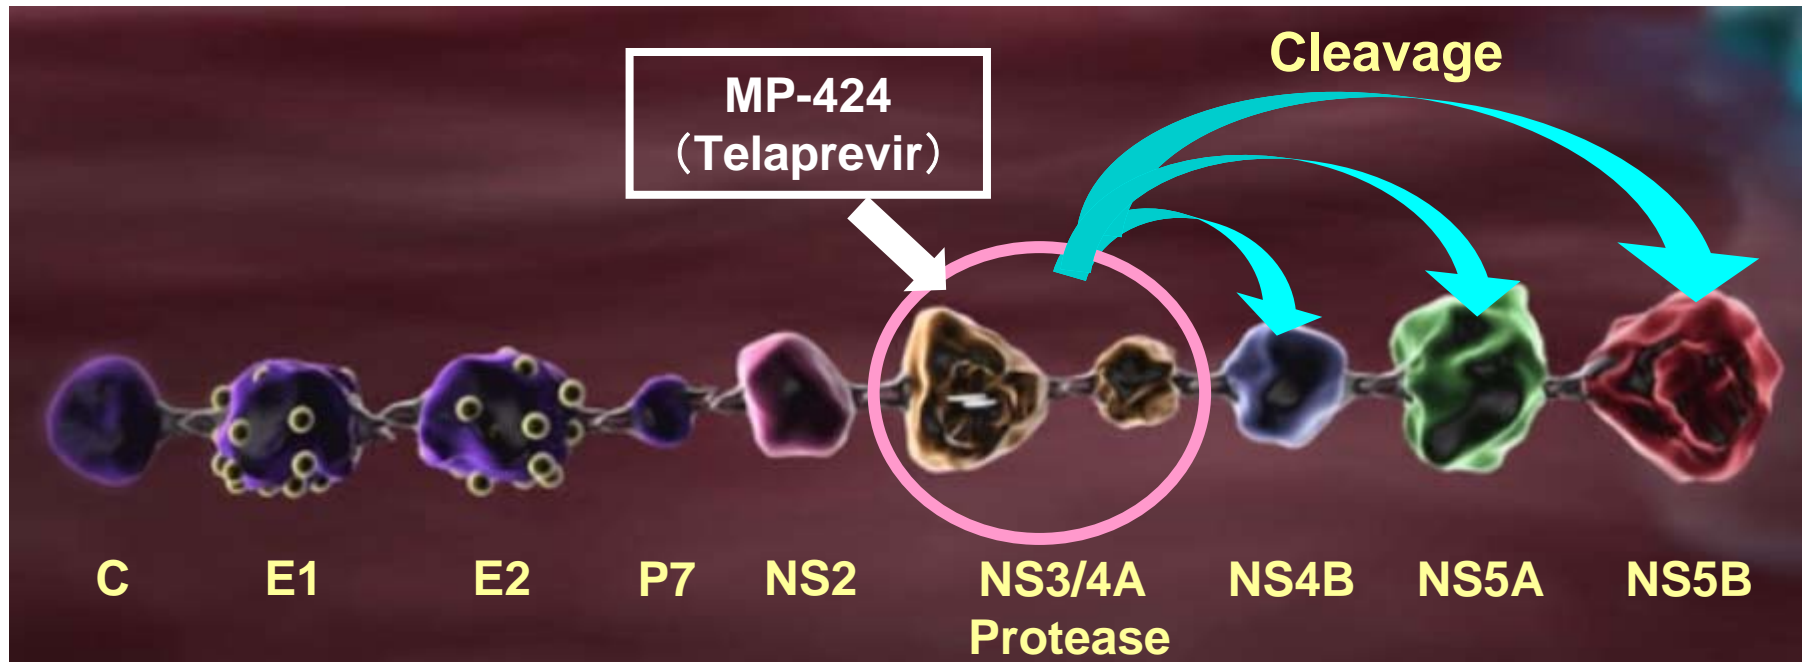 Cleavage
MP-424
（Telaprevir）
C E1 E2 P7 NS2 NS3/4A NS4B NS5A NS5B
Protease